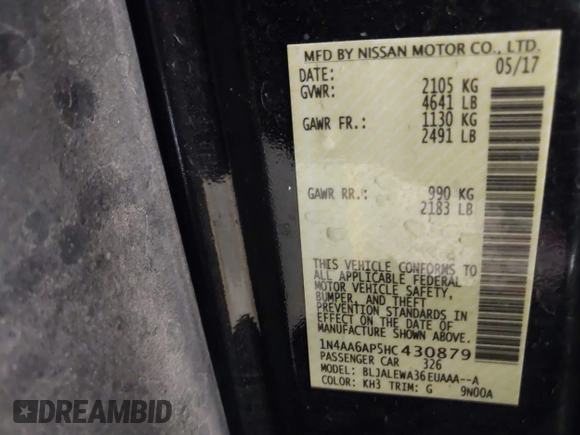 MFD BY NISSAN MOTOR CO., LTD.
DATE: 05/17
GVWR: 2105 KG
4641 LB
GAWR FR.: 1130 KG
2491 LB
GAWR RR.: 990 KG
2183 LB
THIS VEHICLE CONFORMS TO
ALL APPLICABLE FEDERAL
MOTOR VEHICLE SAFETY,
BUMPER, AND THEFT
PREVENTION STANDARDS IN
EFFECT ON THE DATE OF
MANUFACTURE SHOWN ABOVE.
1N4AA6AP5HC430879
PASSENGER CAR 326
MODEL: BLJALEWA36EUAAA--A
COLOR: KH3 TRIM: G 9N00A
DREAMBID